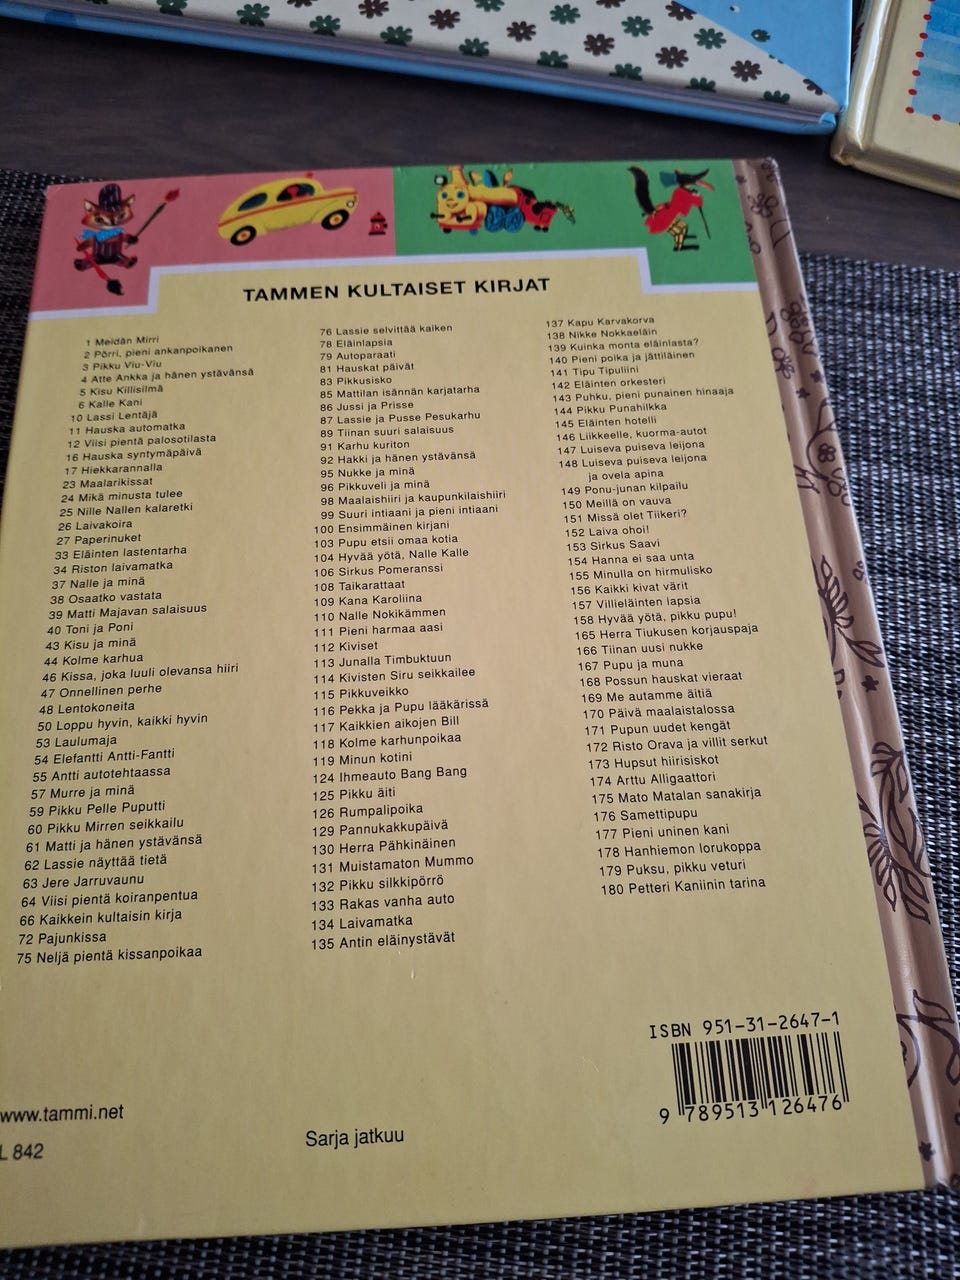 TAMMEN KULTAISET KIRJAT
1 Meidän Mirri
2 Pörri, pieni ankanpoikanen
3 Pikku Viu-Viu
4 Atte Ankka ja hänen ystävänsä
5 Kisu Killisilmä
6 Kalle Kani
10 Lassi Lentäjä
11 Hauska automatka
12 Viisi pientä palosotilasta
16 Hauska syntymäpäivä
17 Hiekkarannalla
23 Maalarikissat
24 Mikä minusta tulee
25 Nille Nallen kalaretki
26 Laivakoira
27 Paperinuket
33 Eläinten lastentarha
34 Riston laivamatka
37 Nalle ja minä
38 Osaatko vastata
39 Matti Majavan salaisuus
40 Toni ja Poni
43 Kisu ja minä
44 Kolme karhua
46 Kissa, joka luuli olevansa hiiri
47 Onnellinen perhe
48 Lentokoneita
50 Loppu hyvin, kaikki hyvin
53 Laulumaja
54 Elefantti Antti-Fantti
55 Antti autotehtaassa
57 Murre ja minä
59 Pikku Pelle Puputti
60 Pikku Mirren seikkailu
61 Matti ja hänen ystävänsä
62 Lassie näyttää tietä
63 Jere Jarruvaunu
64 Viisi pientä koiranpentua
66 Kaikkein kultaisin kirja
72 Pajunkissa
75 Neljä pientä kissanpoikaa
76 Lassie selvittää kaiken
78 Eläinlapsia
79 Autoparaati
81 Hauskat päivät
83 Pikkusisko
85 Mattilan isännän karjatarha
86 Jussi ja Prisse
87 Lassie ja Pusse Pesukarhu
89 Tiinan suuri salaisuus
91 Karhu kuriton
92 Hakki ja hänen ystävänsä
95 Nukke ja minä
96 Pikkuveli ja minä
98 Maalaishiiri ja kaupunkilaishiiri
99 Suuri intiaani ja pieni intiaani
100 Ensimmäinen kirjani
103 Pupu etsii omaa kotia
104 Hyvää yötä, Nalle Kalle
106 Sirkus Pomeranssi
108 Taikarattaat
109 Kana Karoliina
110 Nalle Nokikämmen
111 Pieni harmaa aasi
112 Kiviset
113 Junalla Timbuktuun
114 Kivisten Siru seikkailee
115 Pikkuveikko
116 Pekka ja Pupu lääkärissä
117 Kaikkien aikojen Bill
118 Kolme karhunpoikaa
119 Minun kotini
124 Ihmeauto Bang Bang
125 Pikku äiti
126 Rumpalipoika
129 Pannukakkupäivä
130 Herra Pähkinäinen
131 Muistamaton Mummo
132 Pikku silkkipörrö
133 Rakas vanha auto
134 Laivamatka
135 Antin eläinystävät
137 Kapu Karvakorva
138 Nikke Nokkaeläin
139 Kuinka monta eläinlasta?
140 Pieni poika ja jättiläinen
141 Tipu Tipuliini
142 Eläinten orkesteri
143 Puhku, pieni punainen hinaaja
144 Pikku Punahilkka
145 Eläinten hotelli
146 Liikkeelle, kuorma-autot
147 Luiseva puiseva leijona
148 Luiseva puiseva leijona
ja ovela apina
149 Ponu-junan kilpailu
150 Meillä on vauva
151 Missä olet Tiikeri?
152 Laiva ohoi!
153 Sirkus Saavi
154 Hanna ei saa unta
155 Minulla on hirmulisko
156 Kaikki kivat värit
157 Villieläinten lapsia
158 Hyvää yötä, pikku pupu!
165 Herra Tiukusen korjauspaja
166 Tiinan uusi nukke
167 Pupu ja muna
168 Possun hauskat vieraat
169 Me autamme äitiä
170 Päivä maalaistalossa
171 Pupun uudet kengät
172 Risto Orava ja villit serkut
173 Hupsut hiirisiskot
174 Arttu Alligaattori
175 Mato Matalan sanakirja
176 Samettipupu
177 Pieni uninen kani
178 Hanhiemon lorukoppa
179 Puksu, pikku veturi
180 Petteri Kaniinin tarina
ISBN 951-31-2647-1
9 789513 126476
www.tammi.net
L 842
Sarja jatkuu